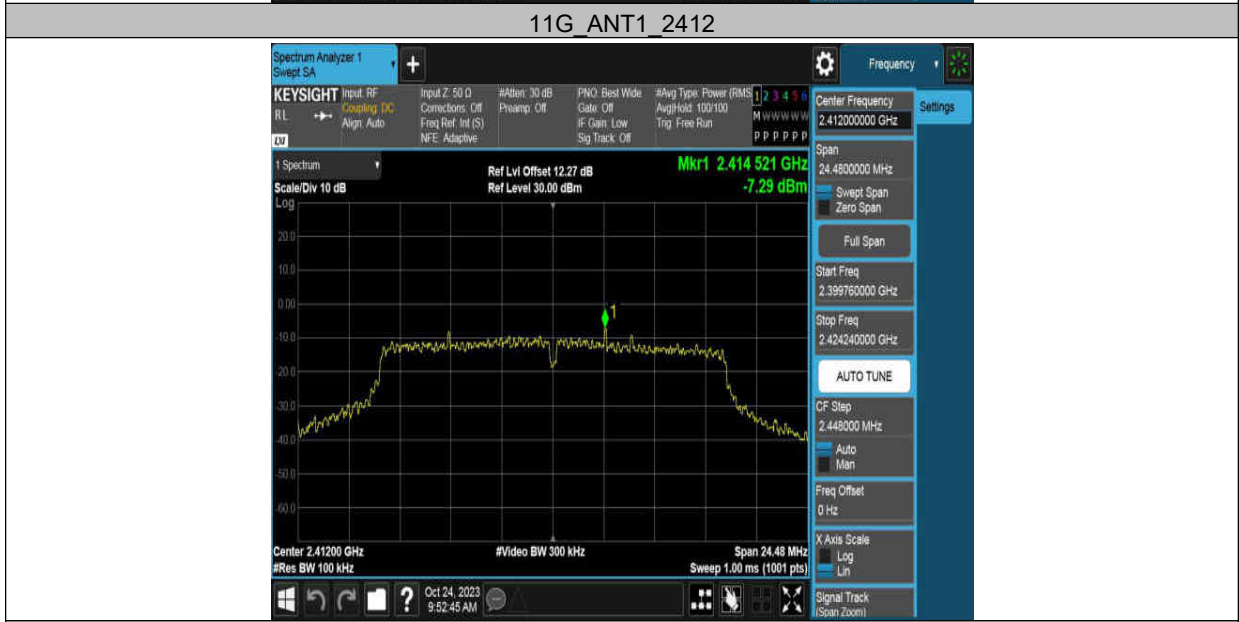 11G_ANT1_2412
Spectrum Analyzer 1
Swept SA
+
Frequency
KEYSIGHT
RL
LXI
Input: RF
Coupling: DC
Align: Auto
Input Z: 50 Ω
Corrections: Off
Freq Ref: Int (S)
NFE: Adaptive
#Atten: 30 dB
Preamp: Off
PNO: Best Wide
Gate: Off
IF Gain: Low
Sig Track: Off
#Avg Type: Power (RMS
Avg|Hold: 100/100
Trig: Free Run
1 2 3 4 5 6
M W W W W W
P P P P P P
1 Spectrum
Scale/Div 10 dB
Log
Ref Lvl Offset 12.27 dB
Ref Level 30.00 dBm
Mkr1 2.414 521 GHz
-7.29 dBm
20.0
10.0
0.00
-10.0
-20.0
-30.0
-40.0
-50.0
-60.0
1
Center 2.41200 GHz
#Res BW 100 kHz
#Video BW 300 kHz
Span 24.48 MHz
Sweep 1.00 ms (1001 pts)
Center Frequency
2.412000000 GHz
Settings
Span
24.4800000 MHz
Swept Span
Zero Span
Full Span
Start Freq
2.399760000 GHz
Stop Freq
2.424240000 GHz
AUTO TUNE
CF Step
2.448000 MHz
Auto
Man
Freq Offset
0 Hz
X Axis Scale
Log
Lin
Signal Track
(Span Zoom)
?
Oct 24, 2023
9:52:45 AM